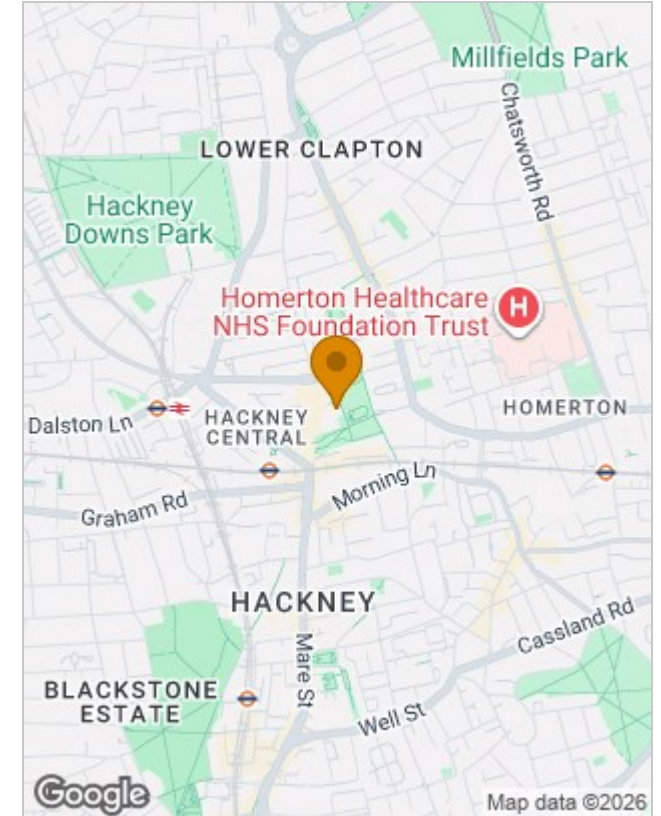 Millfields Park
Chatsworth Rd
LOWER CLAPTON
Hackney
Downs Park
Homerton Healthcare
NHS Foundation Trust
H
Dalston Ln
HACKNEY
CENTRAL
HOMERTON
Morning Ln
Graham Rd
HACKNEY
Cassland Rd
Mare St
BLACKSTONE
ESTATE
Well St
Google
Map data ©2026